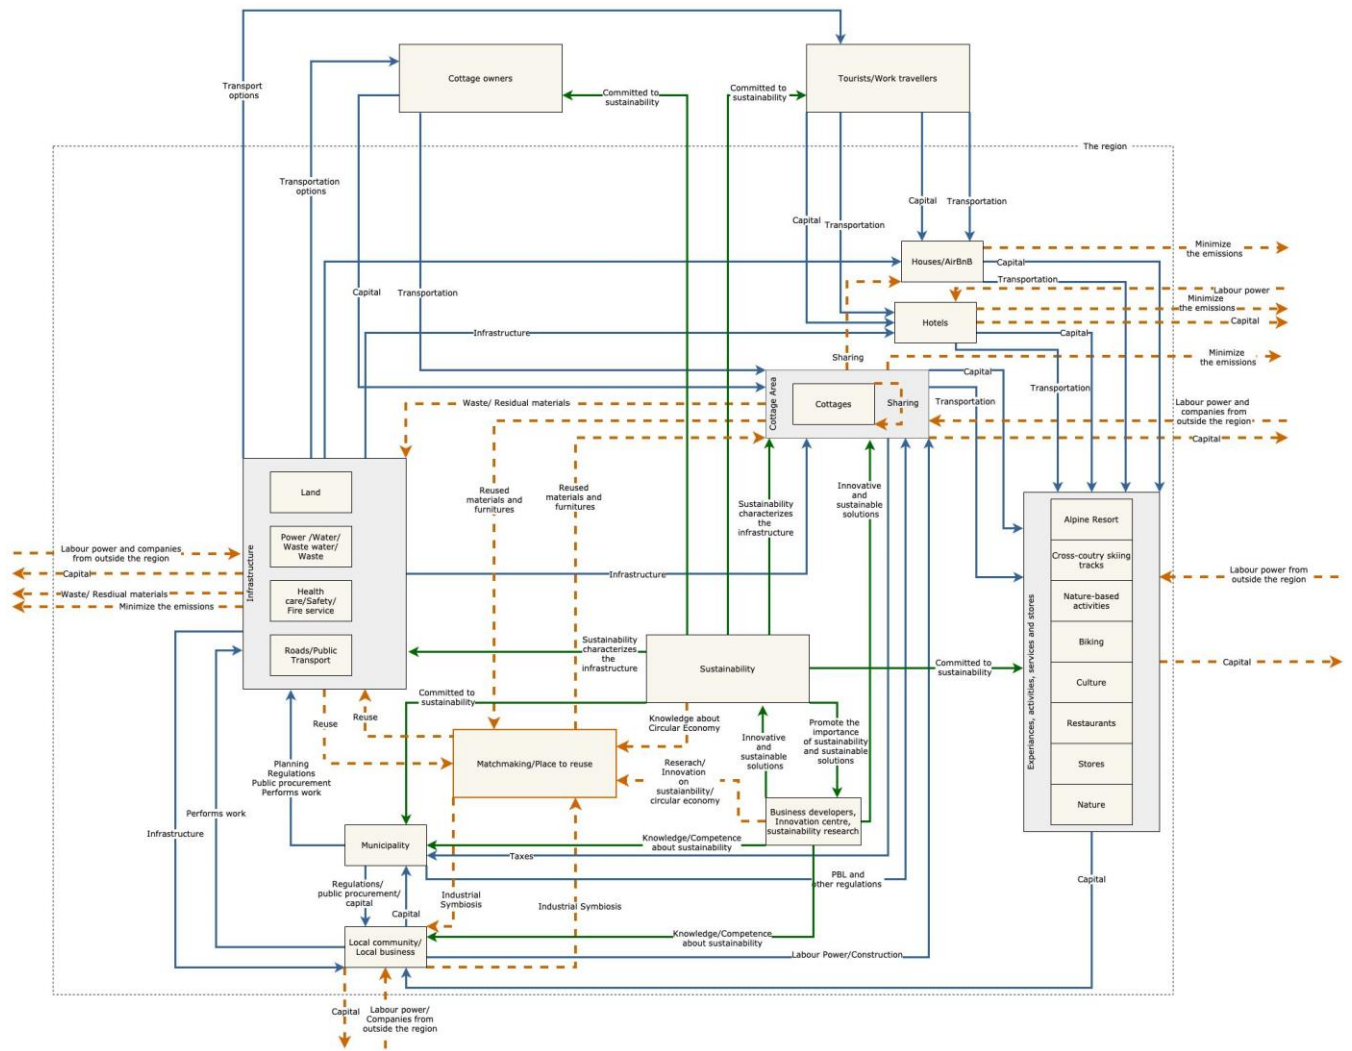 Transport
options
Cottage owners
Committed to
sustainability
Committed to
sustainability
Tourists/Work travellers
The region
Transportation
options
Capital
Transportation
Capital
Transportation
Capital
Transportation
Houses/AirBnB
Minimize
the emissions
Capital
Transportation
Labour power
Minimize
the emissions
Capital
Hotels
Capital
Infrastructure
Sharing
Minimize
the emissions
Capital
Transportation
Transportation
Cottage Area
Cottages
Sharing
Waste/ Residual materials
Labour power and
companies from
outside the region
Capital
Reused
materials and
furnitures
Reused
materials and
furnitures
Sustainability
characterizes
the
infrastructure
Innovative
and
sustainable
solutions
Infrastructure
Land
Power /Water/
Waste water/
Waste
Health
care/Safety/
Fire service
Roads/Public
Transport
Labour power and companies
from outside the region
Capital
Waste/ Resdiual materials
Minimize the emissions
Infrastructure
Experiances, activities, services and stores
Alpine Resort
Cross-coutry skiing
tracks
Nature-based
activities
Biking
Culture
Restaurants
Stores
Nature
Labour power from
outside the region
Capital
Sustainability
characterizes
the
infrastructure
Sustainability
Committed to
sustainability
Committed to
sustainability
Reuse
Reuse
Knowledge about
Circular Economy
Innovative
and
sustainable
solutions
Promote the
importance
of sustainability
and sustainable
solutions
Matchmaking/Place to reuse
Reserach/
Innovation
on
sustaianbility/
circular economy
Planning
Regulations
Public procurement
Performs work
Performs work
Infrastructure
Business developers,
Innovation centre,
sustainability research
Municipality
Knowledge/Competence
about sustainability
Taxes
PBL and
other regulations
Capital
Regulations/
public procurement/
capital
Capital
Industrial
Symbiosis
Industrial Symbiosis
Local community/
Local business
Knowledge/Competence
about sustainability
Labour Power/Construction
Capital
Labour power/
Companies from
outside the region